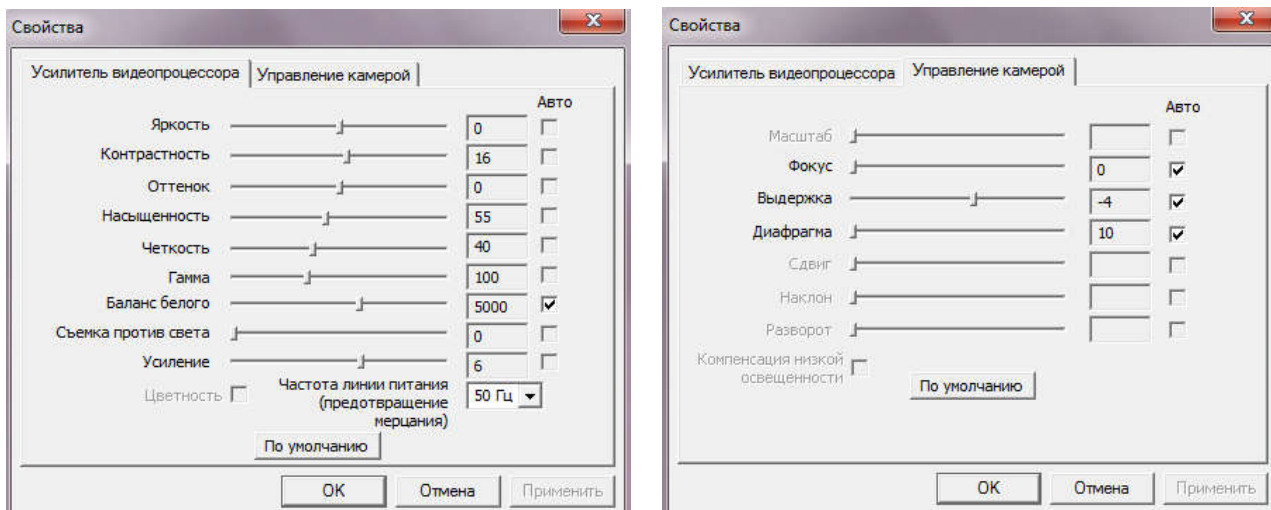 Свойства
Усилитель видеопроцессора Управление камерой
Авто
Яркость 0
Контрастность 16
Оттенок 0
Насыщенность 55
Четкость 40
Гамма 100
Баланс белого 5000
Съемка против света 0
Усиление 6
Цветность Частота линии питания 50 Гц
(предотвращение
мерцания)
По умолчанию
OK Отмена Применить
Свойства
Усилитель видеопроцессора Управление камерой
Авто
Масштаб
Фокус 0
Выдержка -4
Диафрагма 10
Сдвиг
Наклон
Разворот
Компенсация низкой
освещенности
По умолчанию
OK Отмена Применить